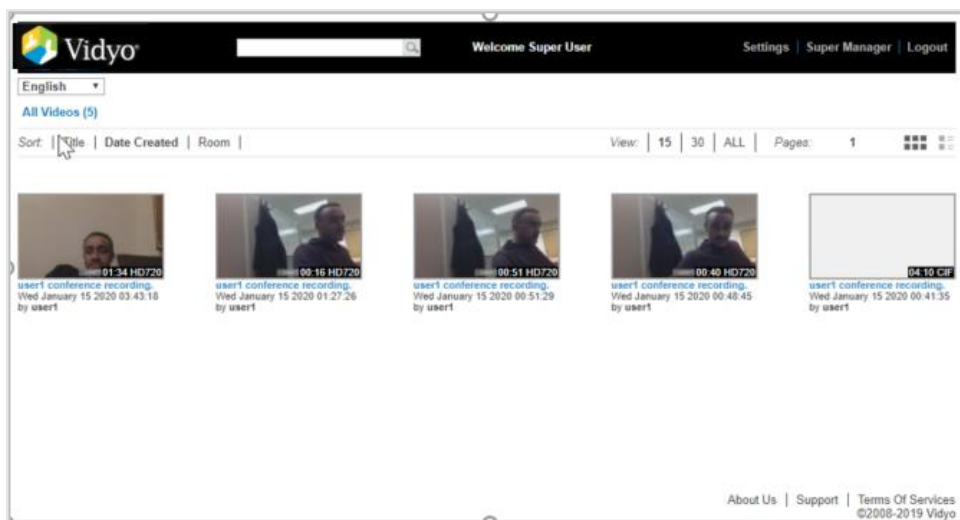 Vidyo
Welcome Super User
Settings | Super Manager | Logout
English
All Videos (5)
Sort: | Title | Date Created | Room |
View: | 15 | 30 | ALL | Pages: 1
01:34 HD720
00:16 HD720
00:51 HD720
00:40 HD720
04:10 CIF
user1 conference recording.
Wed January 15 2020 03:43:18
by user1
user1 conference recording.
Wed January 15 2020 01:27:26
by user1
user1 conference recording.
Wed January 15 2020 00:51:29
by user1
user1 conference recording.
Wed January 15 2020 00:48:45
by user1
user1 conference recording.
Wed January 15 2020 00:41:35
by user1
About Us | Support | Terms Of Services
©2008-2019 Vidyo